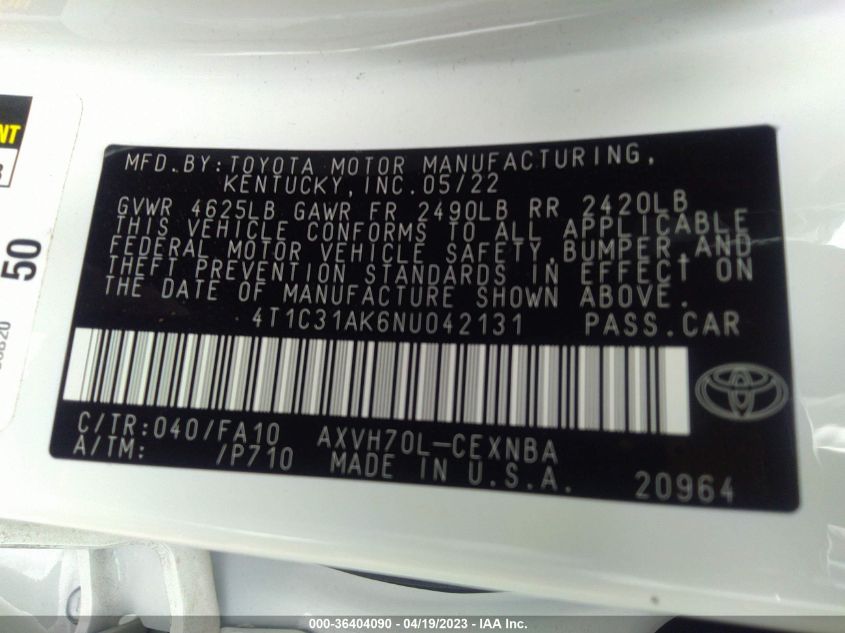 NT
50
MFD.BY:TOYOTA MOTOR MANUFACTURING,
KENTUCKY,INC.05/22
GVWR 4625LB GAWR FR 2490LB RR 2420LB
THIS VEHICLE CONFORMS TO ALL APPLICABLE
FEDERAL MOTOR VEHICLE SAFETY,BUMPER,AND
THEFT PREVENTION STANDARDS IN EFFECT ON
THE DATE OF MANUFACTURE SHOWN ABOVE.
4T1C31AK6NU042131 PASS.CAR
C/TR:040/FA10 AXVH70L-CEXNBA
A/TM: /P710 MADE IN U.S.A. 20964
000-36404090 - 04/19/2023 - IAA Inc.